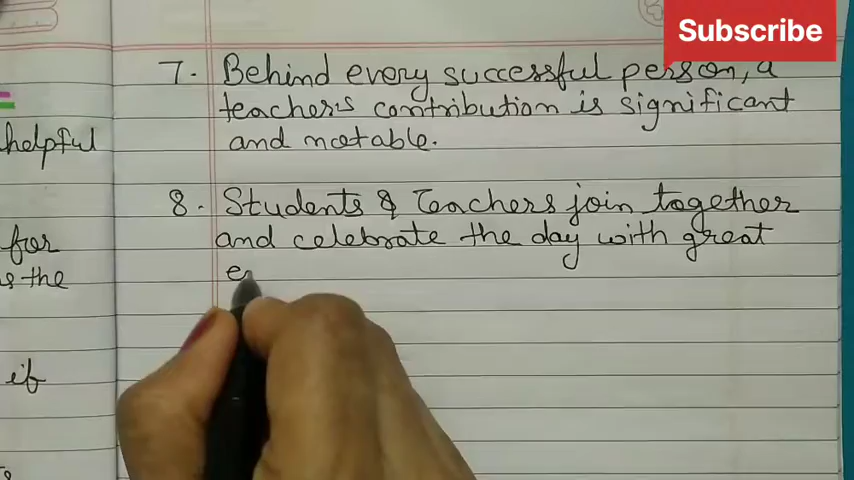 Subscribe
7. Behind every successful person, a
teacher's contribution is significant
and notable.
helpful
8. Students & Teachers join together
and celebrate the day with great
for
s the
if